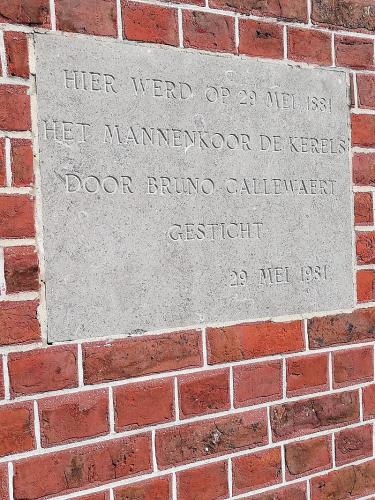 HIER WERD OP 29 MEI 1881
HET MANNENKOOR DE KERELS
DOOR BRUNO CALLEWAERT
GESTICHT
29 MEI 1981